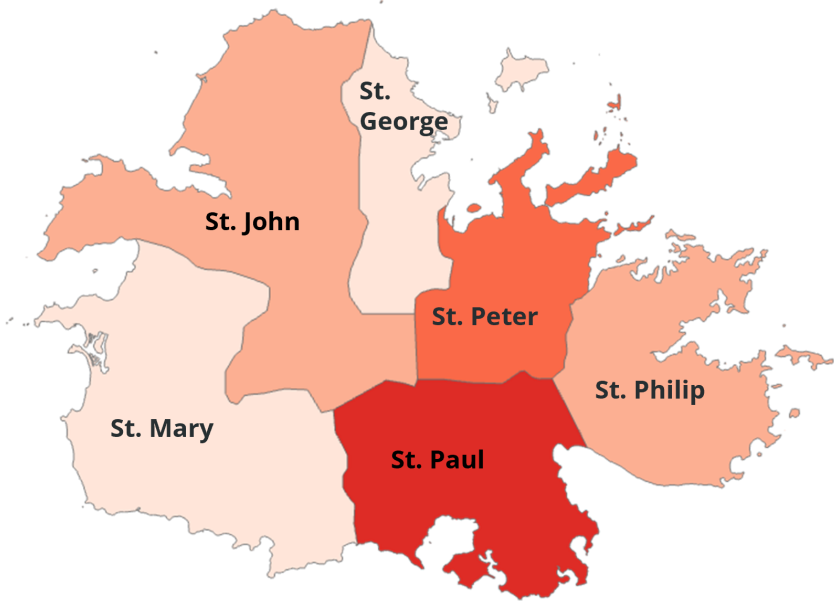 St.
George
St. John
St. Peter
St. Philip
St. Mary
St. Paul